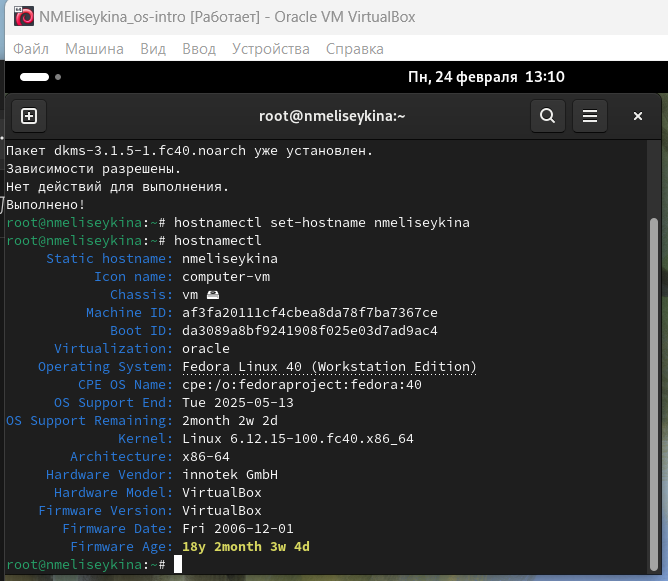 NMEliseykina_os-intro [Работает] - Oracle VM VirtualBox
Файл Машина Вид Ввод Устройства Справка
Пн, 24 февраля 13:10
root@nmeliseykina:~
Пакет dkms-3.1.5-1.fc40.noarch уже установлен.
Зависимости разрешены.
Нет действий для выполнения.
Выполнено!
root@nmeliseykina:~# hostnamectl set-hostname nmeliseykina
root@nmeliseykina:~# hostnamectl
Static hostname: nmeliseykina
Icon name: computer-vm
Chassis: vm
Machine ID: af3fa20111cf4cbea8da78f7ba7367ce
Boot ID: da3089a8bf9241908f025e03d7ad9ac4
Virtualization: oracle
Operating System: Fedora Linux 40 (Workstation Edition)
CPE OS Name: cpe:/o:fedoraproject:fedora:40
OS Support End: Tue 2025-05-13
OS Support Remaining: 2month 2w 2d
Kernel: Linux 6.12.15-100.fc40.x86_64
Architecture: x86-64
Hardware Vendor: innotek GmbH
Hardware Model: VirtualBox
Firmware Version: VirtualBox
Firmware Date: Fri 2006-12-01
Firmware Age: 18y 2month 3w 4d
root@nmeliseykina:~#